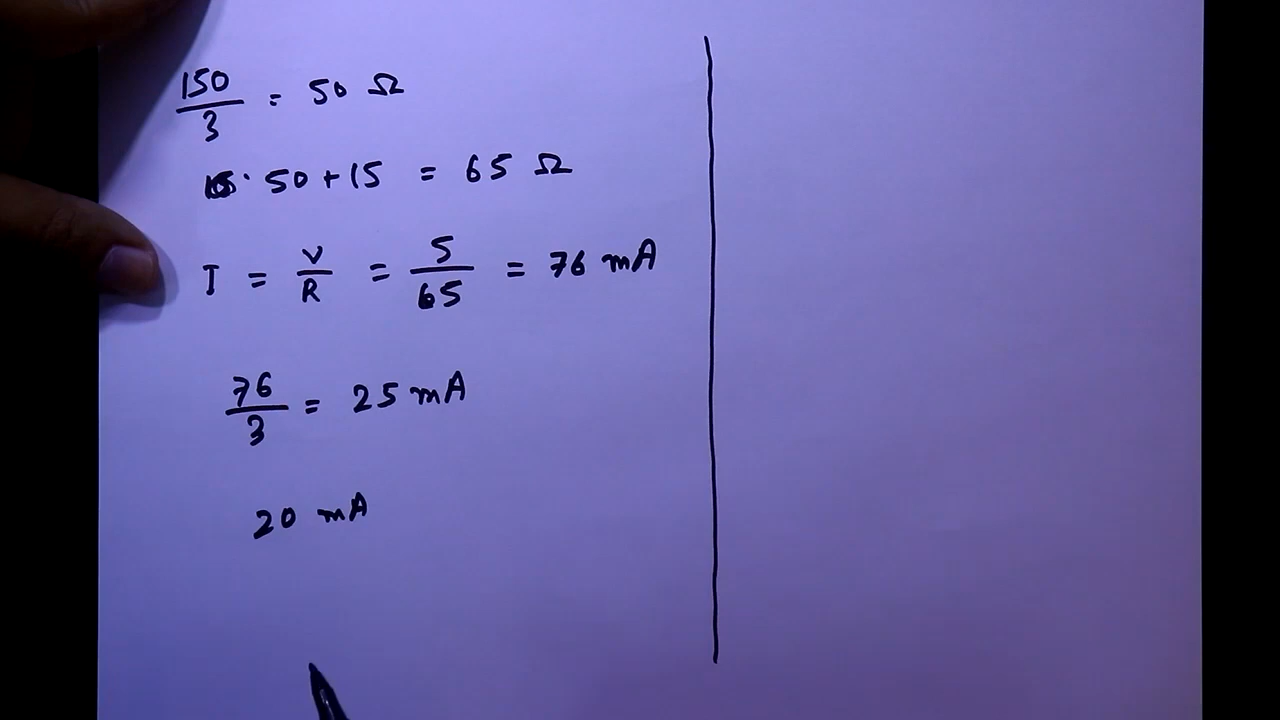 150/3 = 50 Ω
50 + 15 = 65 Ω
I = V/R = 5/65 = 76 mA
76/3 = 25 mA
20 mA